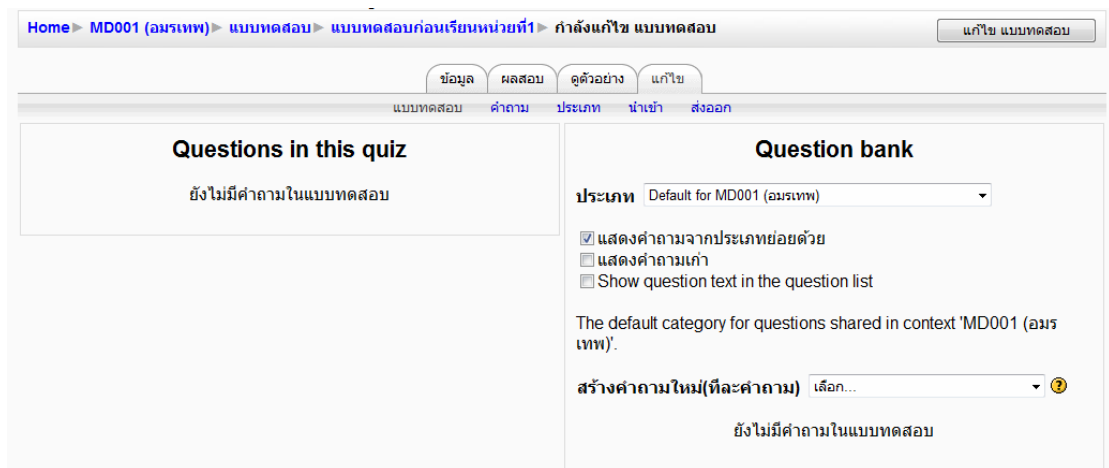 Home► MD001 (อมรเทพ)► แบบทดสอบ► แบบทดสอบก่อนเรียนหน่วยที่1► กำลังแก้ไข แบบทดสอบ
แก้ไข แบบทดสอบ
ข้อมูล ผลสอบ ดูตัวอย่าง แก้ไข
แบบทดสอบ คำถาม ประเภท นำเข้า ส่งออก
Questions in this quiz
ยังไม่มีคำถามในแบบทดสอบ
Question bank
ประเภท Default for MD001 (อมรเทพ)
แสดงคำถามจากประเภทย่อยด้วย
แสดงคำถามเก่า
Show question text in the question list
The default category for questions shared in context 'MD001 (อมร
เทพ)'.
สร้างคำถามใหม่(ทีละคำถาม) เลือก... ?
ยังไม่มีคำถามในแบบทดสอบ